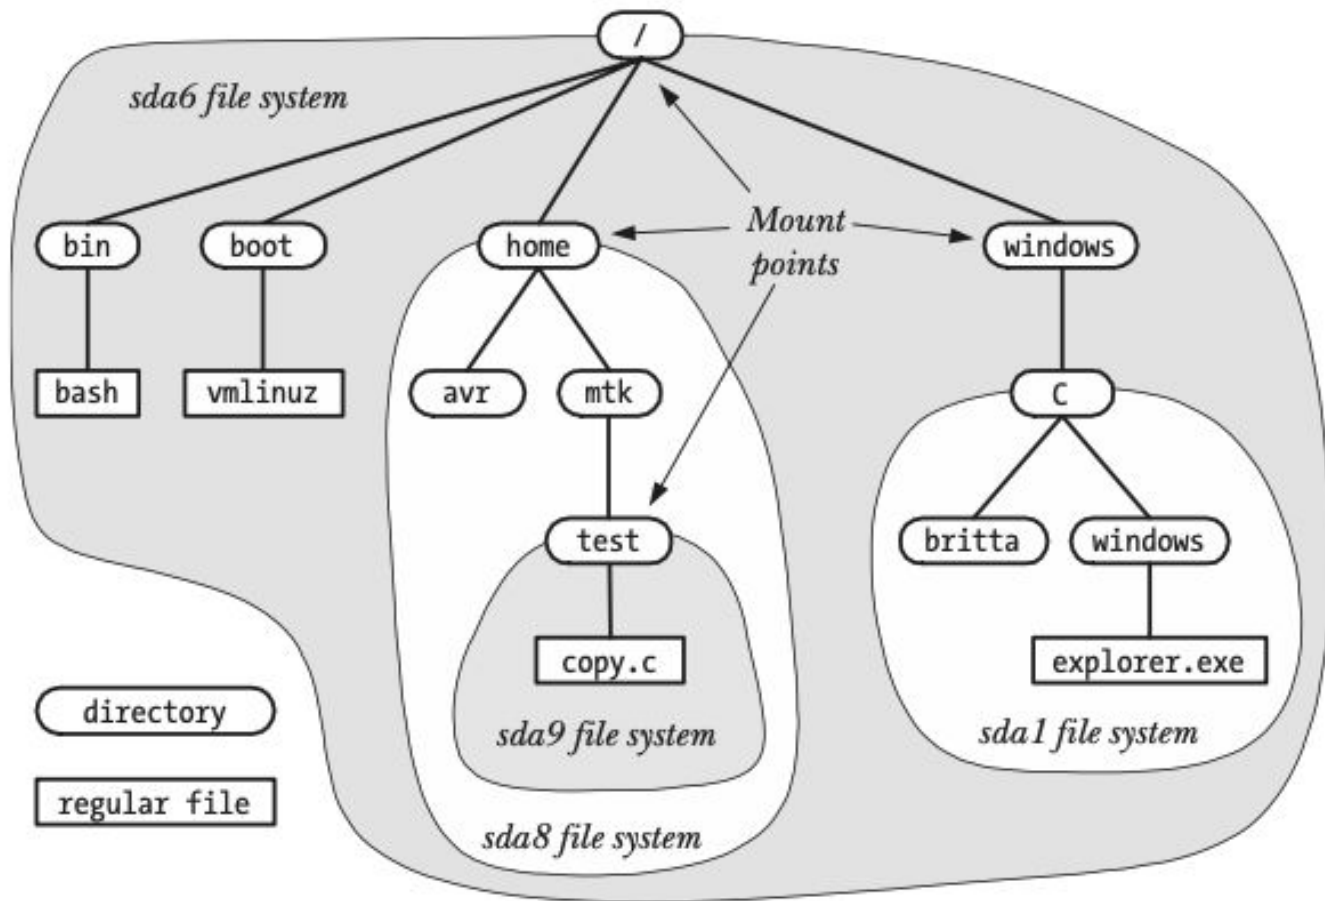 /
sda6 file system
bin
boot
home
Mount
points
windows
bash
vmlinuz
avr
mtk
C
test
britta
windows
copy.c
explorer.exe
directory
sda9 file system
sda1 file system
regular file
sda8 file system